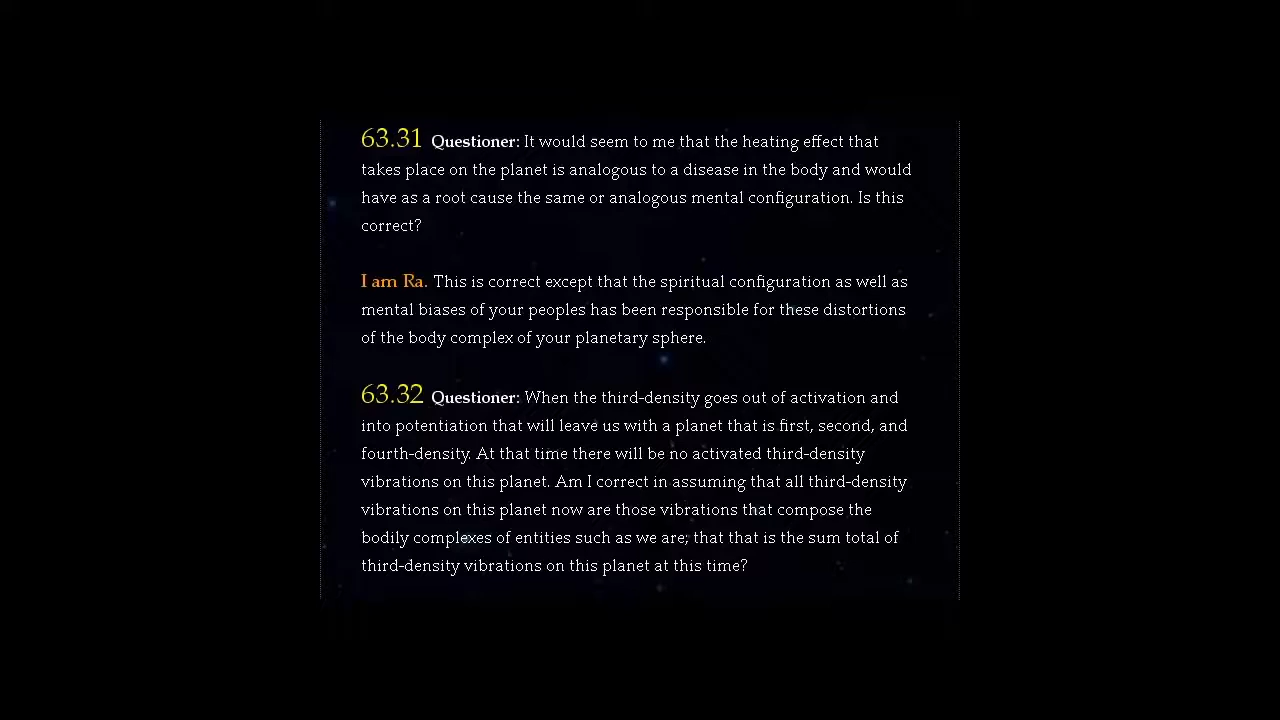 63.31 Questioner: It would seem to me that the heating effect that
takes place on the planet is analogous to a disease in the body and would
have as a root cause the same or analogous mental configuration. Is this
correct?
I am Ra. This is correct except that the spiritual configuration as well as
mental biases of your peoples has been responsible for these distortions
of the body complex of your planetary sphere.
63.32 Questioner: When the third-density goes out of activation and
into potentiation that will leave us with a planet that is first, second, and
fourth-density. At that time there will be no activated third-density
vibrations on this planet. Am I correct in assuming that all third-density
vibrations on this planet now are those vibrations that compose the
bodily complexes of entities such as we are; that that is the sum total of
third-density vibrations on this planet at this time?